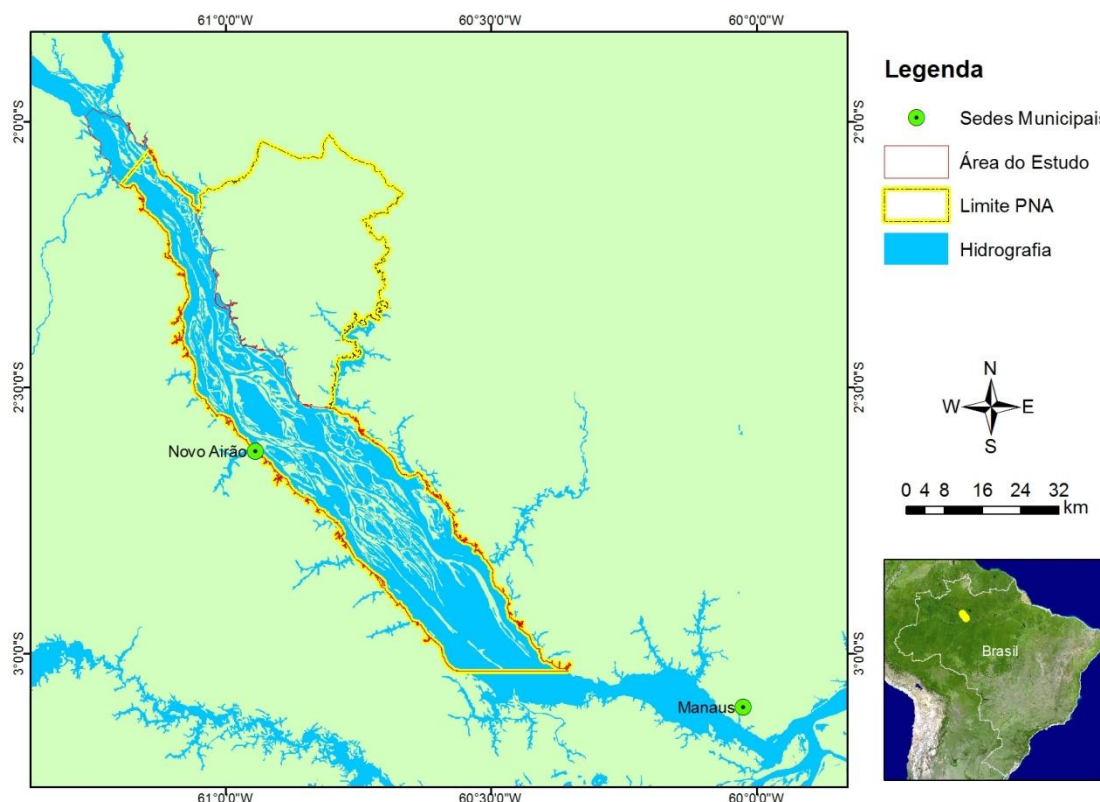 61°0'0"W
60°30'0"W
60°0'0"W
2°0'0"S
2°30'0"S
3°0'0"S
Novo Airão
Manaus
61°0'0"W
60°30'0"W
60°0'0"W
2°0'0"S
2°30'0"S
3°0'0"S
Legenda
Sedes Municipais
Área do Estudo
Limite PNA
Hidrografia
N
W E
S
0 4 8 16 24 32
km
Brasil